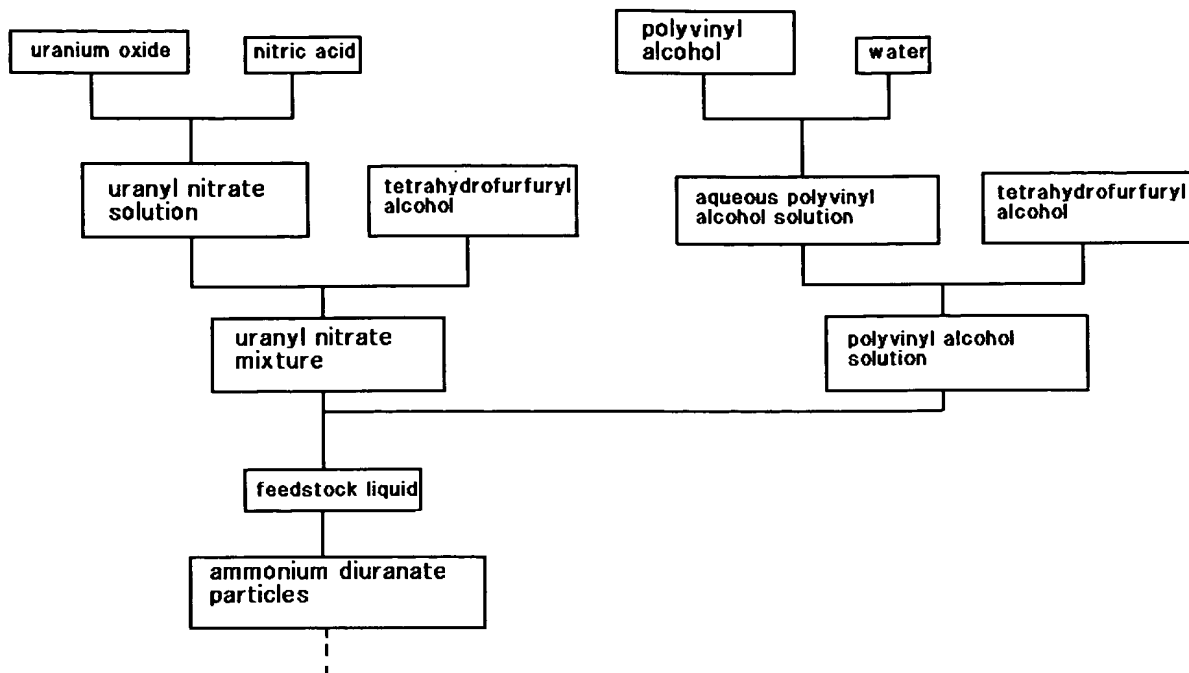 uranium oxide
nitric acid
polyvinyl
alcohol
water
uranyl nitrate
solution
tetrahydrofurfuryl
alcohol
aqueous polyvinyl
alcohol solution
tetrahydrofurfuryl
alcohol
uranyl nitrate
mixture
polyvinyl alcohol
solution
feedstock liquid
ammonium diuranate
particles